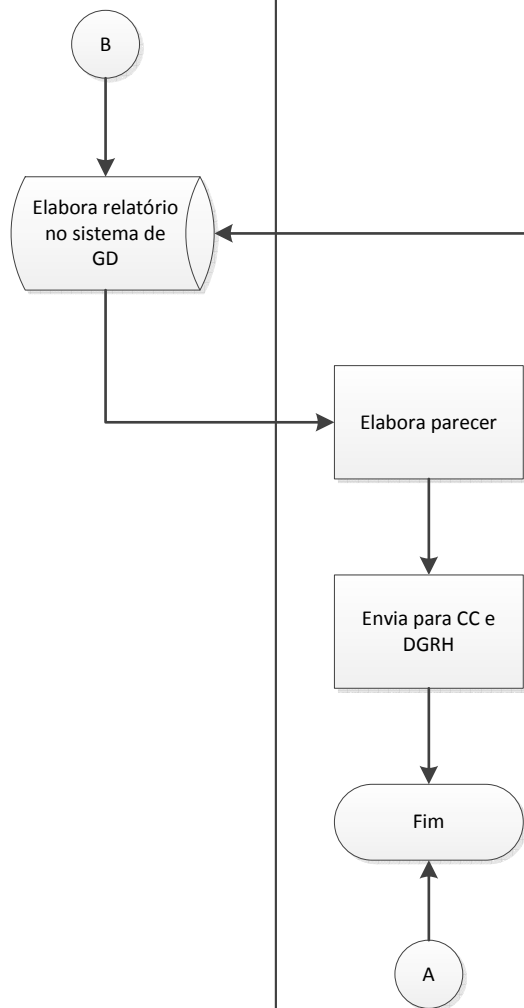 B
Elabora relatório
no sistema de
GD
Elabora parecer
Envia para CC e
DGRH
Fim
A